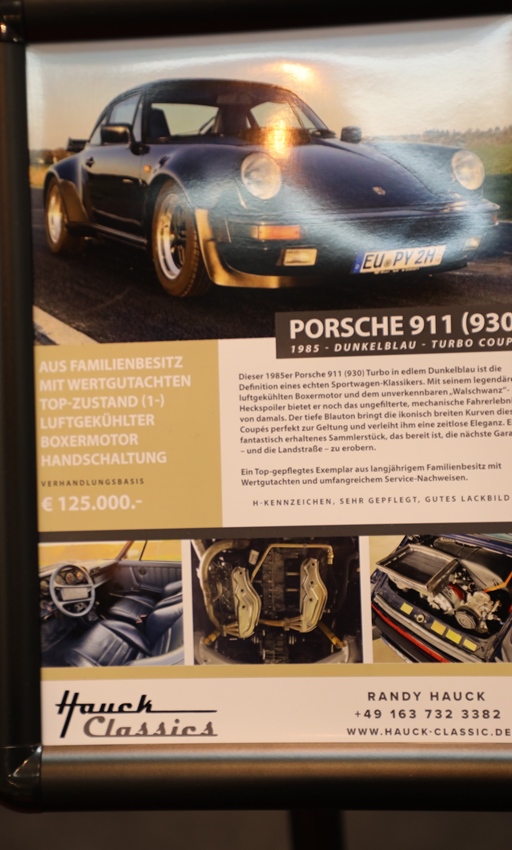 EU PY 2H
PORSCHE 911 (930
1985 - DUNKELBLAU - TURBO COUP
AUS FAMILIENBESITZ
MIT WERTGUTACHTEN
TOP-ZUSTAND (1-)
LUFTGEKÜHLTER
BOXERMOTOR
HANDSCHALTUNG
VERHANDLUNGSBASIS
€ 125.000.-
Dieser 1985er Porsche 911 (930) Turbo in edlem Dunkelblau ist die
Definition eines echten Sportwagen-Klassikers. Mit seinem legendäre
luftgekühlten Boxermotor und dem unverkennbaren „Walschwanz“-
Heckspoiler bietet er noch das ungefilterte, mechanische Fahrerlebn
von damals. Der tiefe Blauton bringt die ikonisch breiten Kurven dies
Coupés perfekt zur Geltung und verleiht ihm eine zeitlose Eleganz. E
fantastisch erhaltenes Sammlerstück, das bereit ist, die nächste Gara
– und die Landstraße – zu erobern.
Ein Top-gepflegtes Exemplar aus langjährigem Familienbesitz mit
Wertgutachten und umfangreichem Service-Nachweisen.
H-KENNZEICHEN, SEHR GEPFLEGT, GUTES LACKBILD
Hauck
Classics
RANDY HAUCK
+49 163 732 3382
WWW.HAUCK-CLASSIC.DE